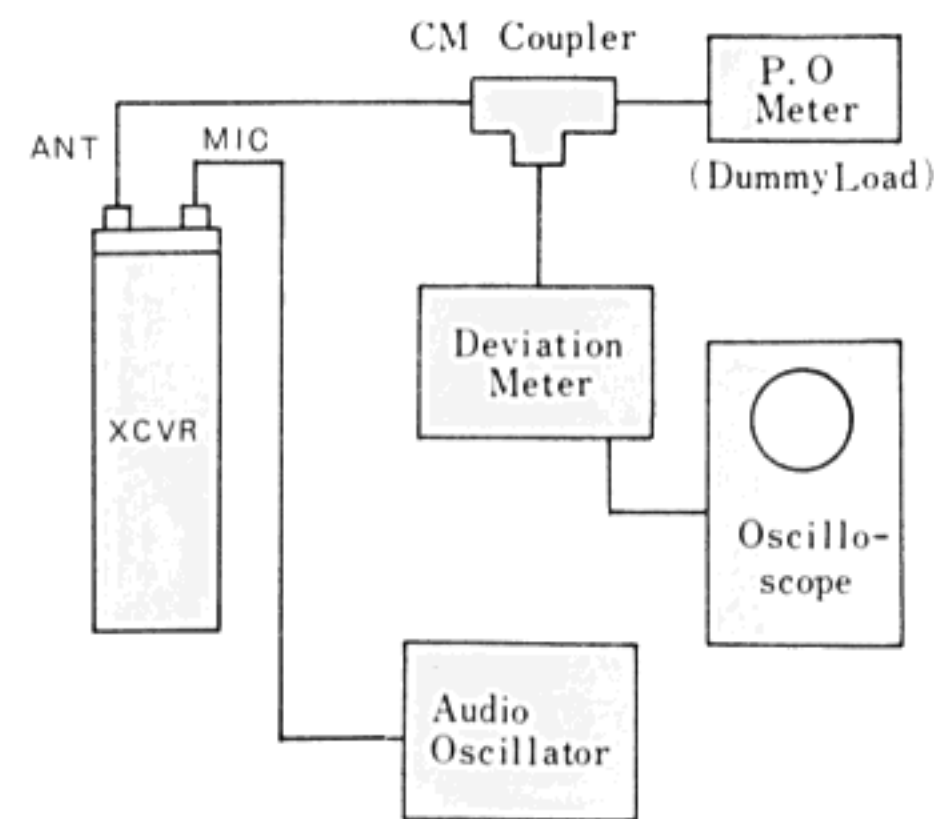 CM Coupler
P.O
Meter
(Dummy Load)
ANT
MIC
XCVR
Deviation
Meter
Oscillo-
scope
Audio
Oscillator